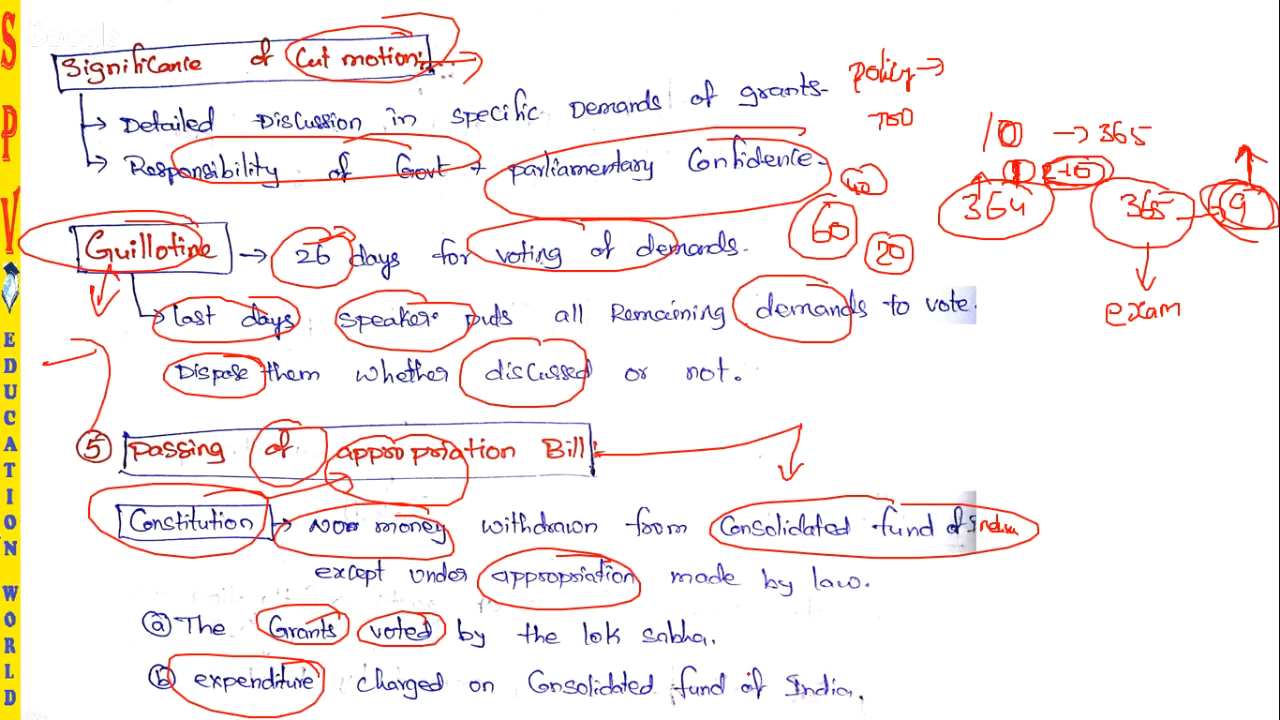 SPV EDUCATION WORLD
Google
Significance of Cut motion:
Detailed Discussion in specific Demands of grants.
Responsibility of Govt + parliamentary Confidence.
policy →
/0 → 365
364
365
9
exam
60
40
20
Guillotine → 26 days for voting of demands.
last days speaker puts all Remaining demands to vote.
Dispose them whether discussed or not.
⑤ passing of appropriation Bill:
Constitution → No money withdrawn from Consolidated fund of India
except under appropriation made by law.
ⓐ The Grants voted by the lok sabha.
ⓑ expenditure charged on Consolidated fund of India.